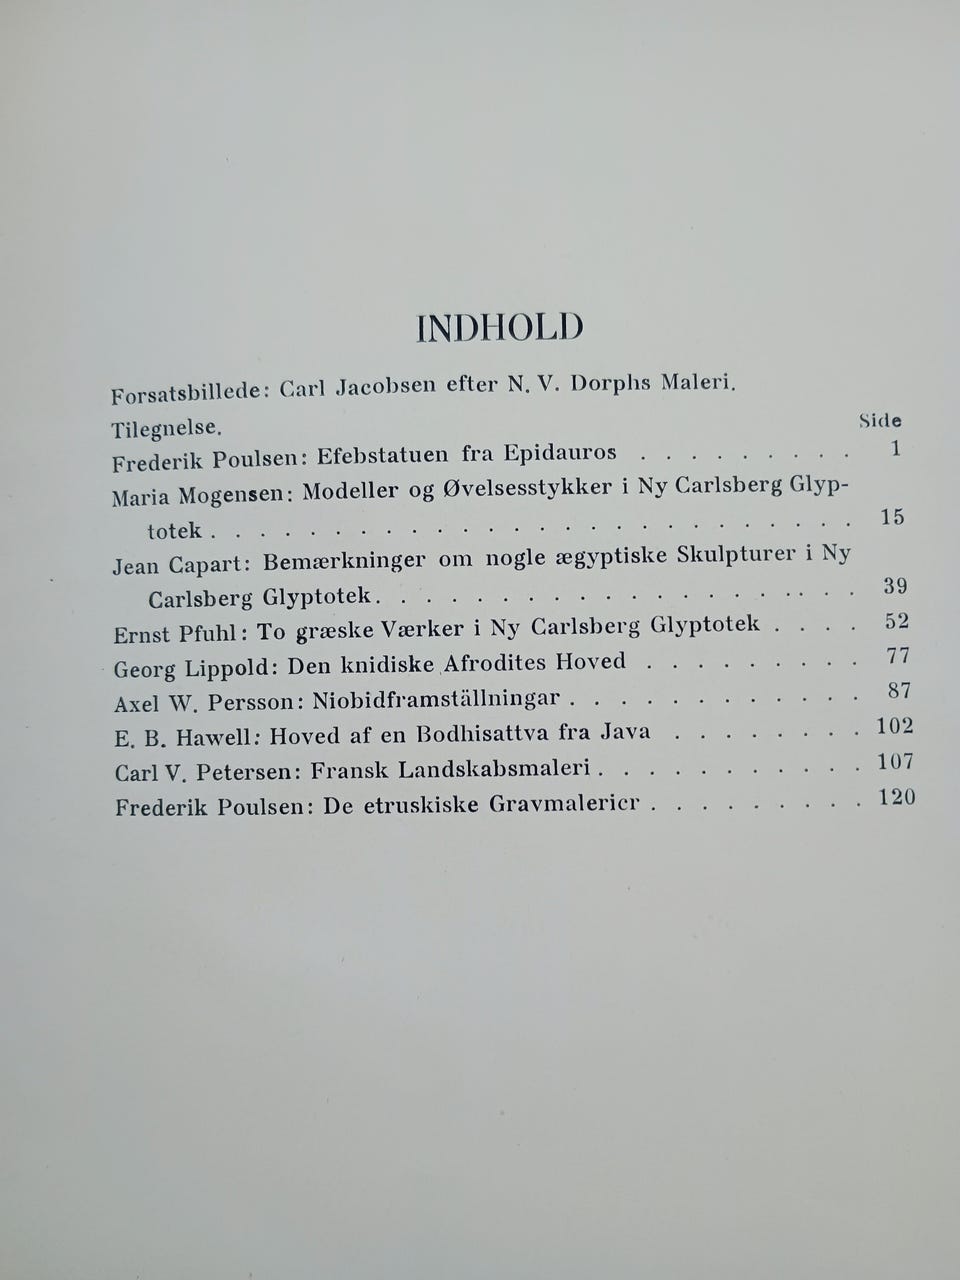 INDHOLD
Forsatsbillede: Carl Jacobsen efter N. V. Dorphs Maleri.
Tilegnelse.
Side
Frederik Poulsen: Efebstatuen fra Epidauros . . . . . . . . . 1
Maria Mogensen: Modeller og Øvelsesstykker i Ny Carlsberg Glyp-
totek . . . . . . . . . . . . . . . . . . . . . . . . . . 15
Jean Capart: Bemærkninger om nogle ægyptiske Skulpturer i Ny
Carlsberg Glyptotek. . . . . . . . . . . . . . . . . . . 39
Ernst Pfuhl: To græske Værker i Ny Carlsberg Glyptotek . . . . 52
Georg Lippold: Den knidiske Afrodites Hoved . . . . . . . . . 77
Axel W. Persson: Niobidframställningar . . . . . . . . . . . . 87
E. B. Hawell: Hoved af en Bodhisattva fra Java . . . . . . . . 102
Carl V. Petersen: Fransk Landskabsmaleri . . . . . . . . . . . 107
Frederik Poulsen: De etruskiske Gravmalerier . . . . . . . . . 120